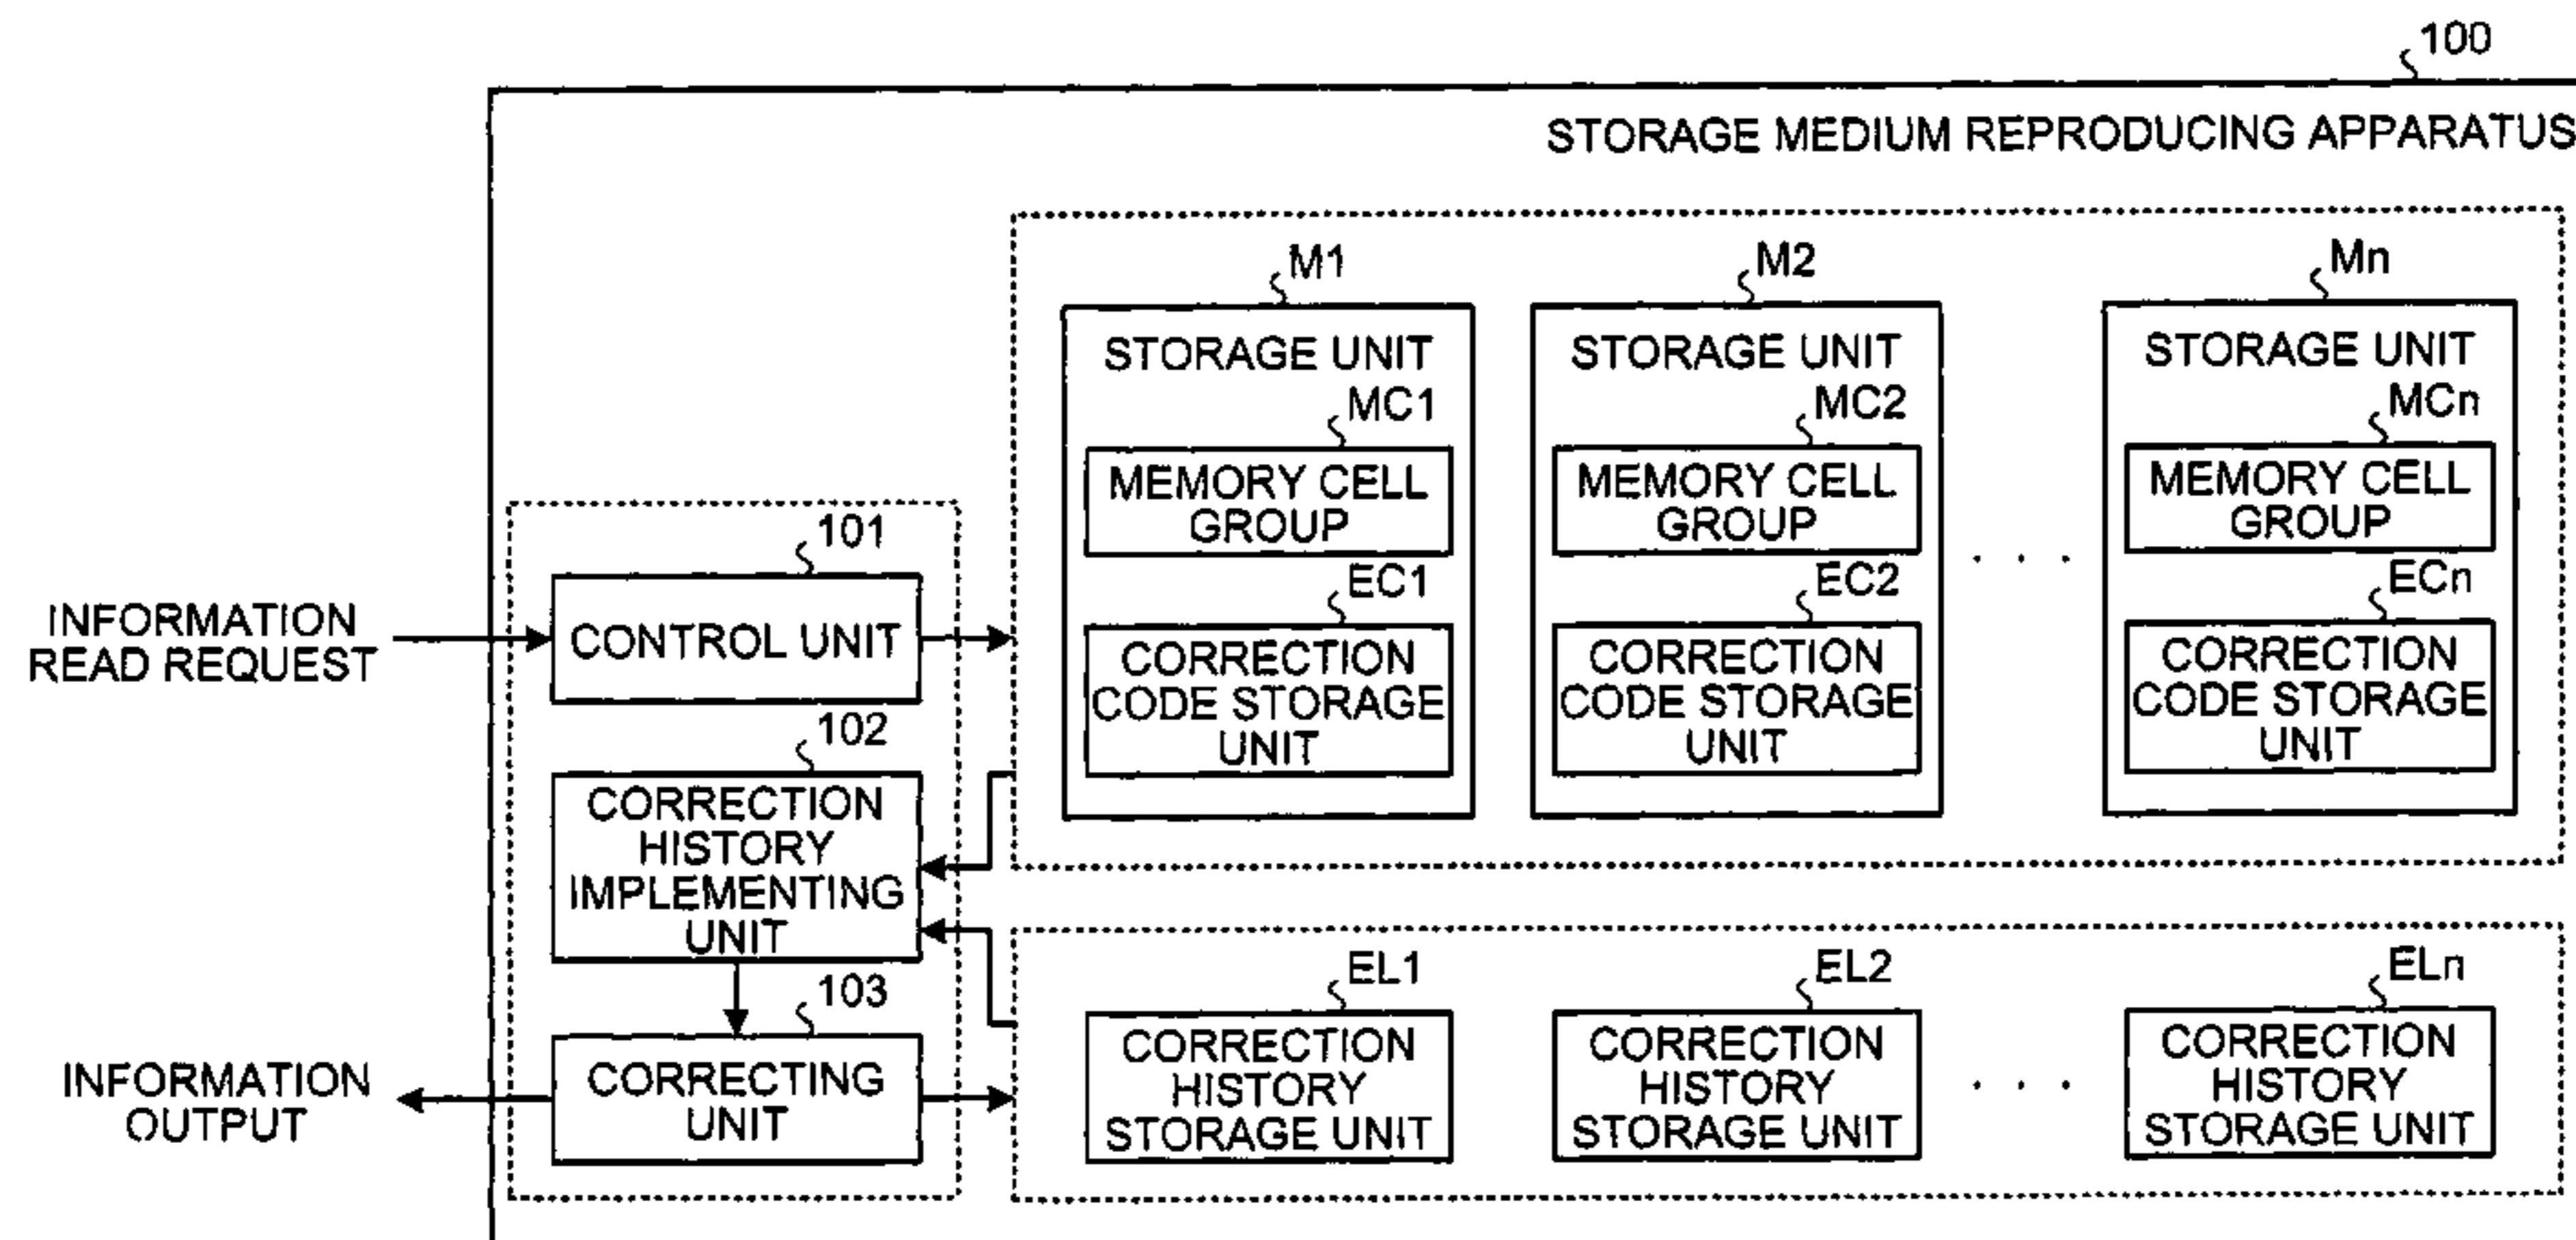 100
STORAGE MEDIUM REPRODUCING APPARATUS
M1
M2
Mn
STORAGE UNIT
STORAGE UNIT
STORAGE UNIT
MC1
MC2
MCn
MEMORY CELL
GROUP
MEMORY CELL
GROUP
MEMORY CELL
GROUP
. . .
EC1
EC2
ECn
CORRECTION
CODE STORAGE
UNIT
CORRECTION
CODE STORAGE
UNIT
CORRECTION
CODE STORAGE
UNIT
INFORMATION
READ REQUEST
101
CONTROL UNIT
102
CORRECTION
HISTORY
IMPLEMENTING
UNIT
103
CORRECTING
UNIT
INFORMATION
OUTPUT
EL1
EL2
ELn
CORRECTION
HISTORY
STORAGE UNIT
CORRECTION
HISTORY
STORAGE UNIT
. . .
CORRECTION
HISTORY
STORAGE UNIT